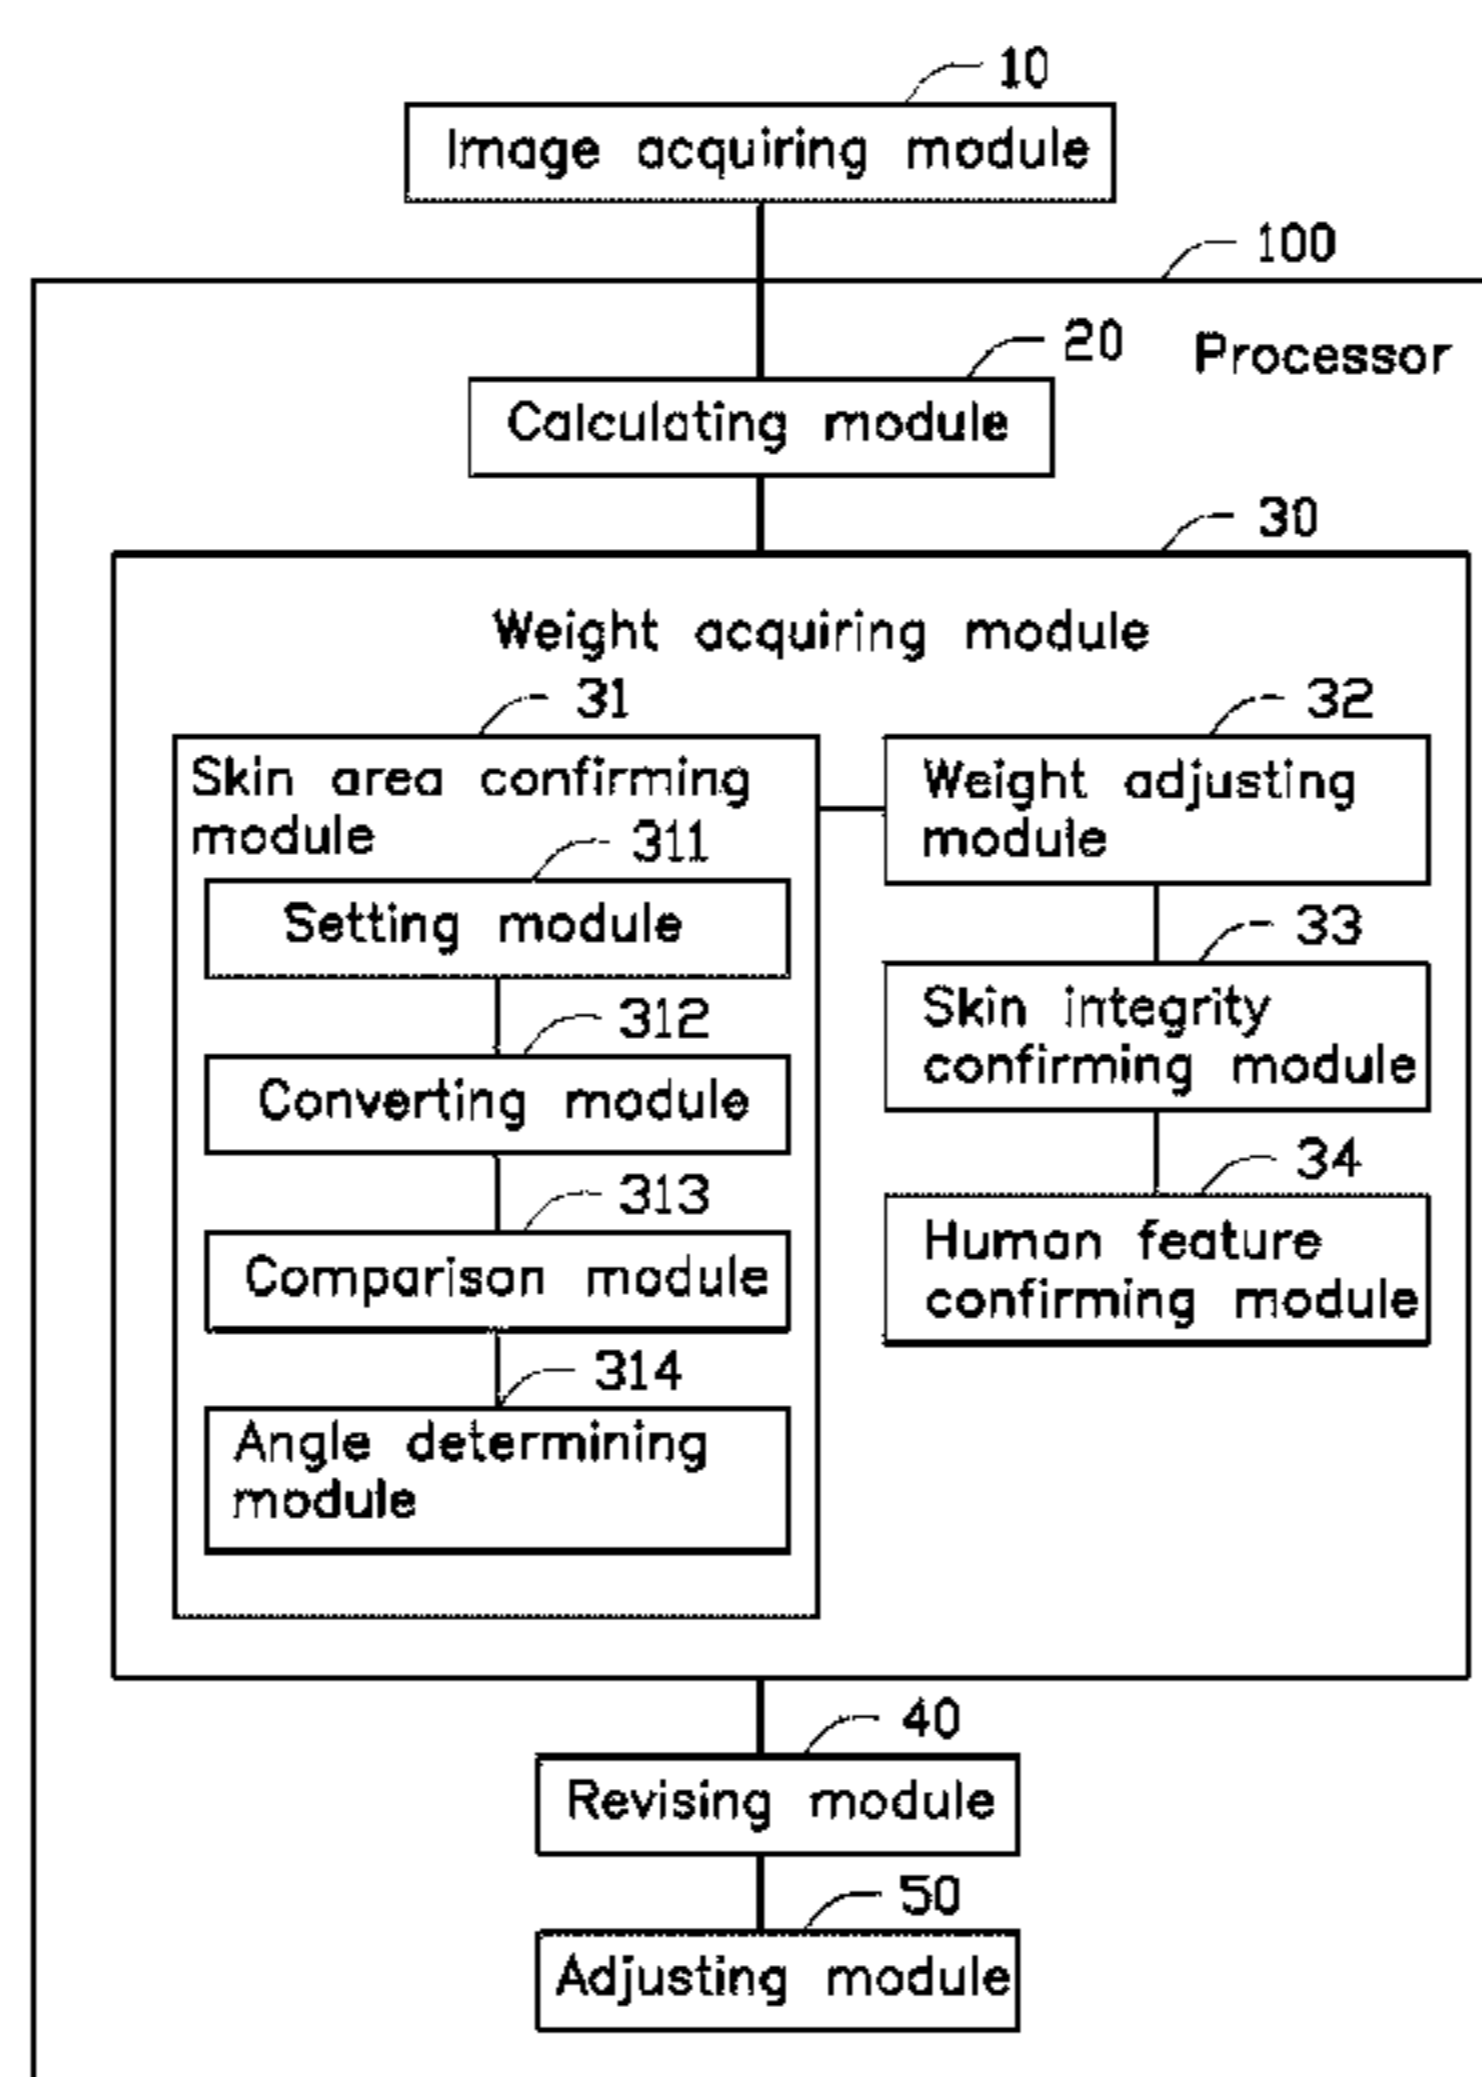 10
Image acquiring module
100
Processor
20
Calculating module
30
Weight acquiring module
31
Skin area confirming
module
311
Setting module
312
Converting module
313
Comparison module
314
Angle determining
module
32
Weight adjusting
module
33
Skin integrity
confirming module
34
Human feature
confirming module
40
Revising module
50
Adjusting module